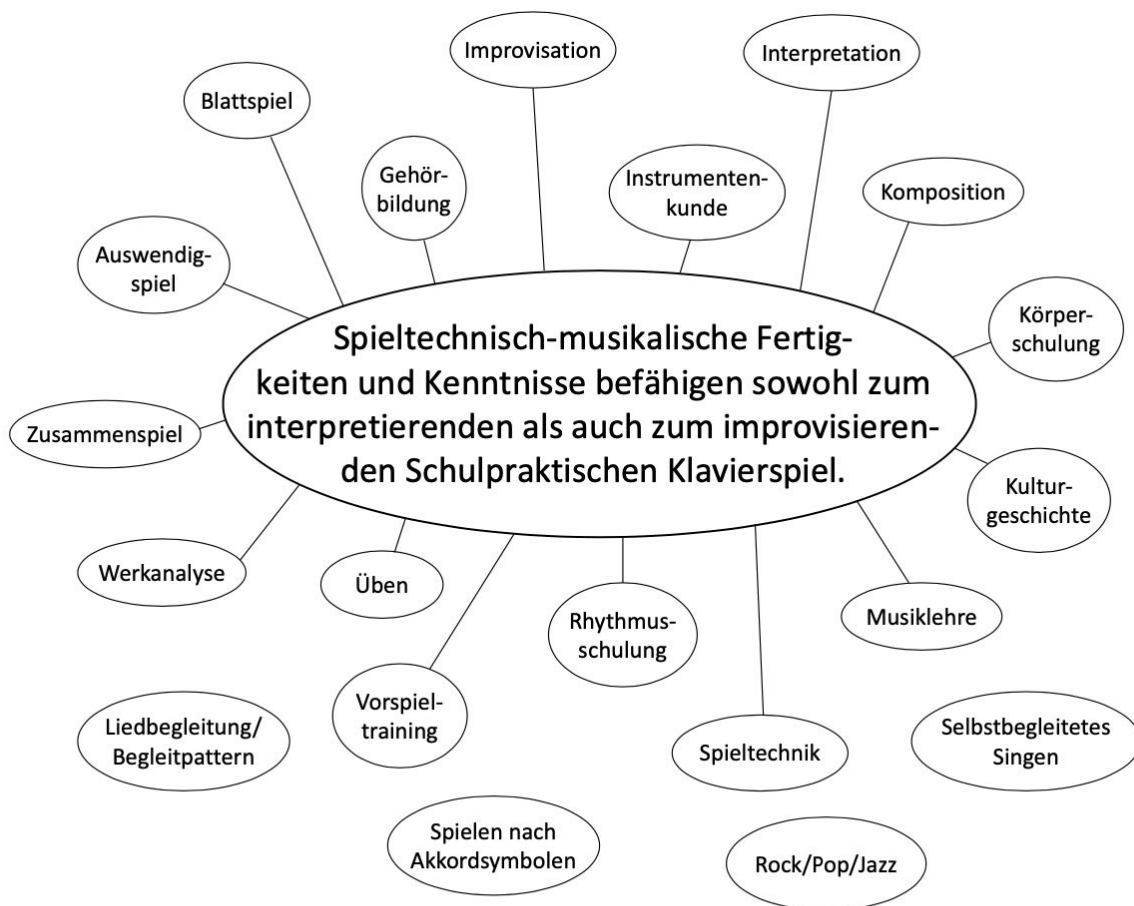 Improvisation
Interpretation
Blattspiel
Gehör-
bildung
Instrumenten-
kunde
Komposition
Auswendig-
spiel
Körper-
schulung
Spieltechnisch-musikalische Fertig-
keiten und Kenntnisse befähigen sowohl zum
interpretierenden als auch zum improvisieren-
den Schulpraktischen Klavierspiel.
Zusammenspiel
Kultur-
geschichte
Werkanalyse
Üben
Rhythmus-
schulung
Musiklehre
Vorspiel-
training
Liedbegleitung/
Begleitpattern
Spieltechnik
Selbstbegleitetes
Singen
Spielen nach
Akkordsymbolen
Rock/Pop/Jazz